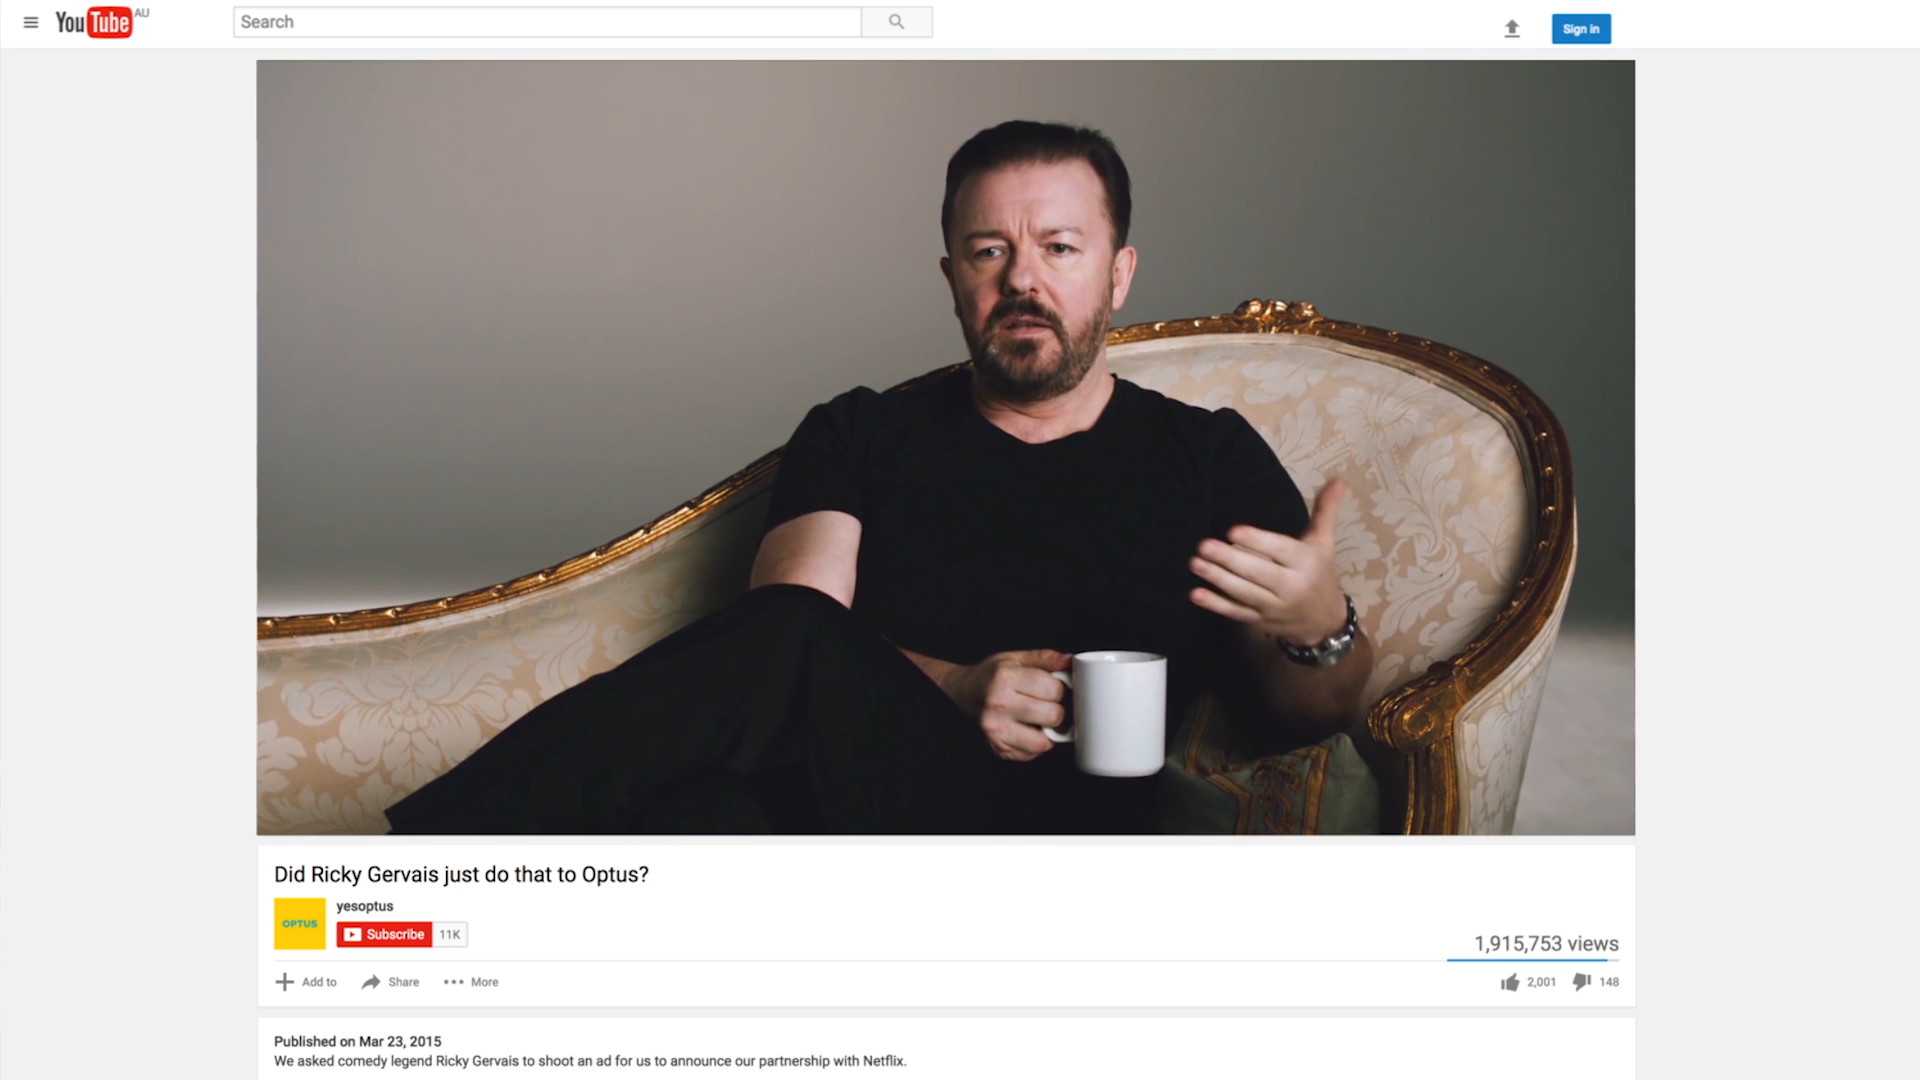 YouTube AU
Search
Sign in
Did Ricky Gervais just do that to Optus?
OPTUS
yesoptus
Subscribe 11K
1,915,753 views
Add to Share More
2,001 148
Published on Mar 23, 2015
We asked comedy legend Ricky Gervais to shoot an ad for us to announce our partnership with Netflix.